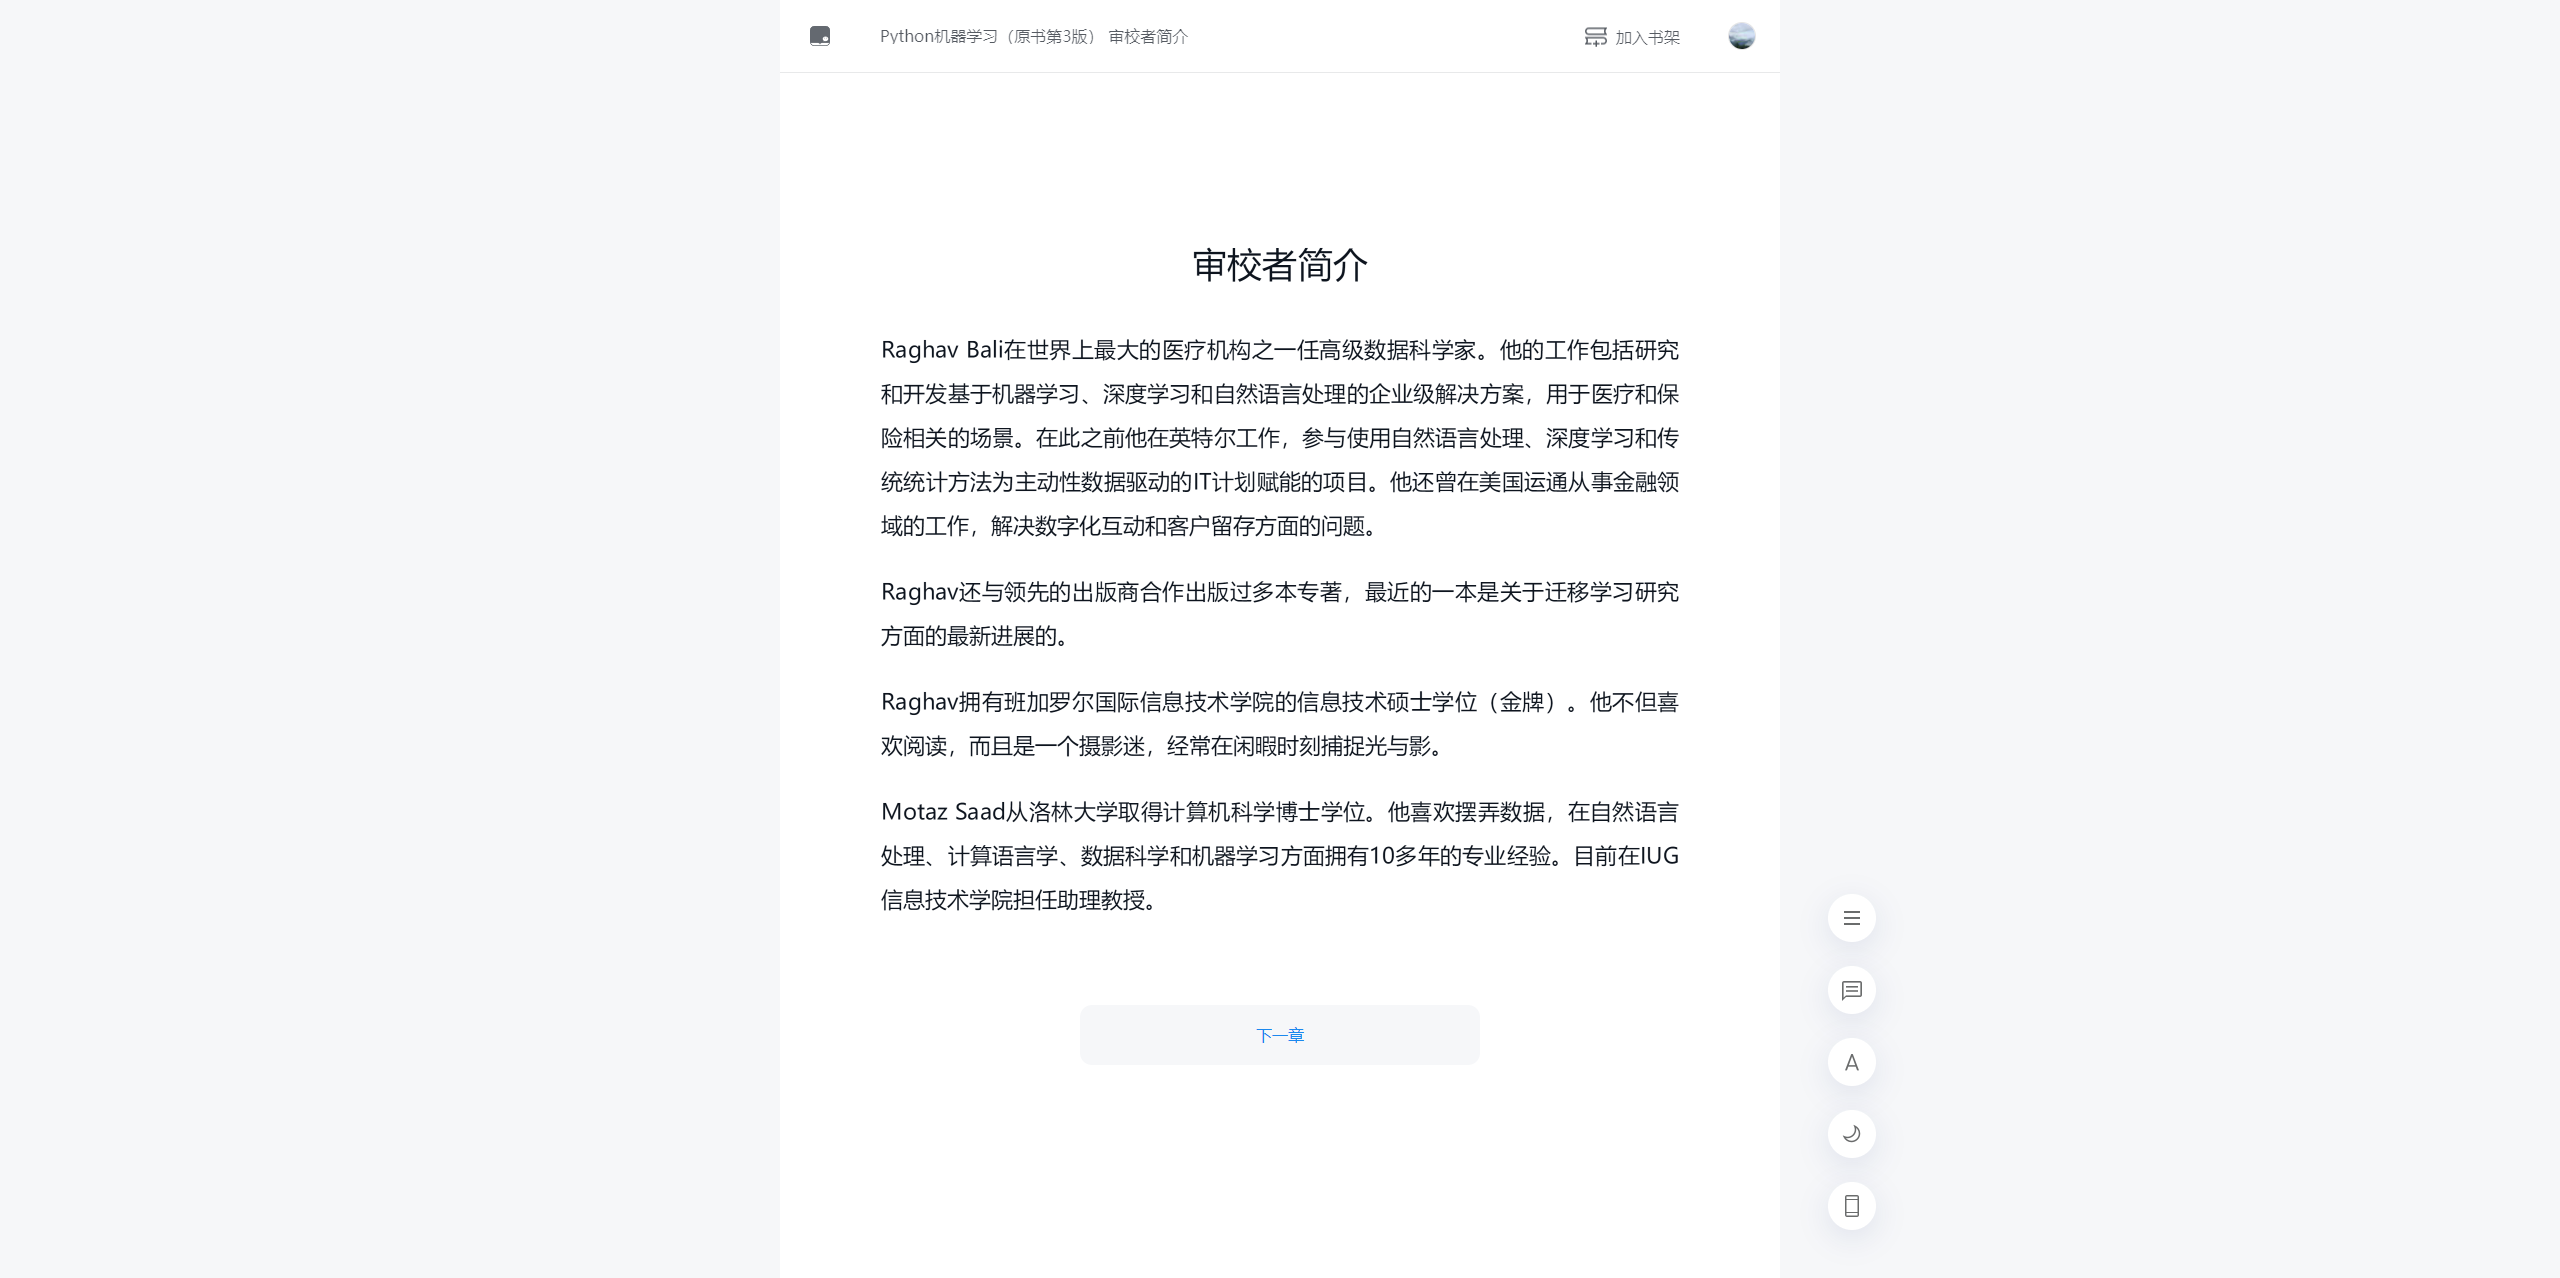 Python机器学习（原书第3版） 审校者简介
加入书架
审校者简介
Raghav Bali在世界上最大的医疗机构之一任高级数据科学家。他的工作包括研究
和开发基于机器学习、深度学习和自然语言处理的企业级解决方案，用于医疗和保
险相关的场景。在此之前他在英特尔工作，参与使用自然语言处理、深度学习和传
统统计方法为主动性数据驱动的IT计划赋能的项目。他还曾在美国运通从事金融领
域的工作，解决数字化互动和客户留存方面的问题。
Raghav还与领先的出版商合作出版过多本专著，最近的一本是关于迁移学习研究
方面的最新进展的。
Raghav拥有班加罗尔国际信息技术学院的信息技术硕士学位（金牌）。他不但喜
欢阅读，而且是一个摄影迷，经常在闲暇时刻捕捉光与影。
Motaz Saad从洛林大学取得计算机科学博士学位。他喜欢摆弄数据，在自然语言
处理、计算语言学、数据科学和机器学习方面拥有10多年的专业经验。目前在IUG
信息技术学院担任助理教授。
下一章
A